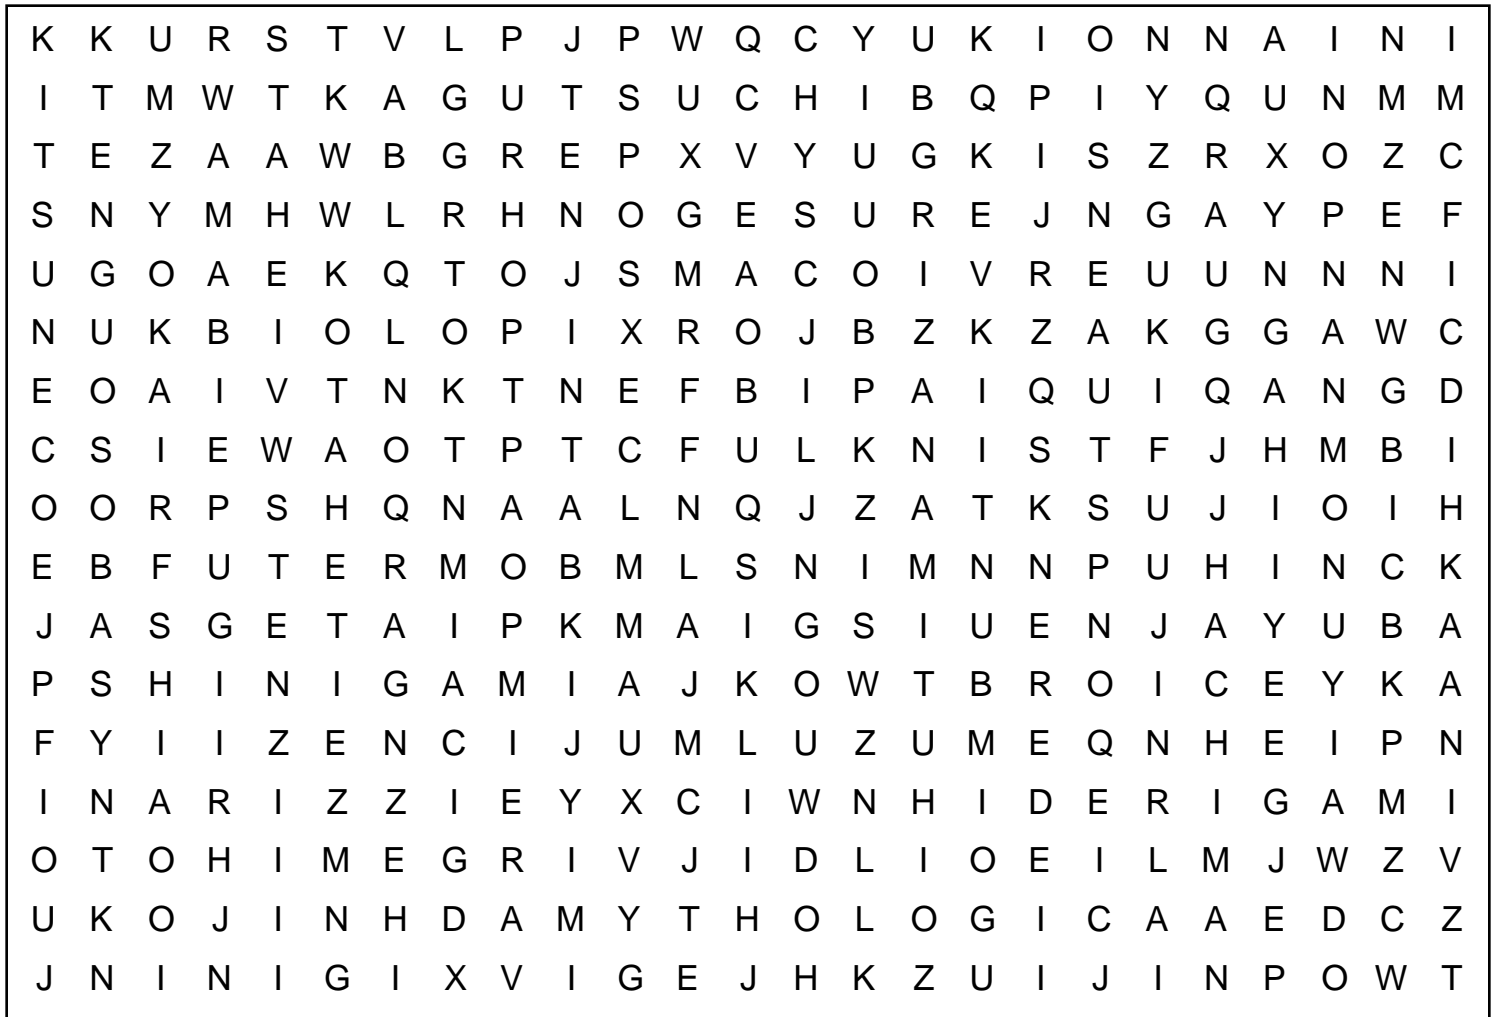 K K U R S T V L P J P W Q C Y U K I O N N A I N I
I T M W T K A G U T S U C H I B Q P I Y Q U N M M
T E Z A A W B G R E P X V Y U G K I S Z R X O Z C
S N Y M H W L R H N O G E S U R E J N G A Y P E F
U G O A E K Q T O J S M A C O I V R E U U N N N I
N U K B I O L O P I X R O J B Z K Z A K G G A W C
E O A I V T N K T N E F B I P A I Q U I Q A N G D
C S I E W A O T P T C F U L K N I S T F J H M B I
O O R P S H Q N A A L N Q J Z A T K S U J I O I H
E B F U T E R M O B M L S N I M N N P U H I N C K
J A S G E T A I P K M A I G S I U E N J A Y U B A
P S H I N I G A M I A J K O W T B R O I C E Y K A
F Y I I Z E N C I J U M L U Z U M E Q N H E I P N
I N A R I Z Z I E Y X C I W N H I D E R I G A M I
O T O H I M E G R I V J I D L I O E I L M J W Z V
U K O J I N H D A M Y T H O L O G I C A A E D C Z
J N I N I G I X V I G E J H K Z U I J I N P O W T